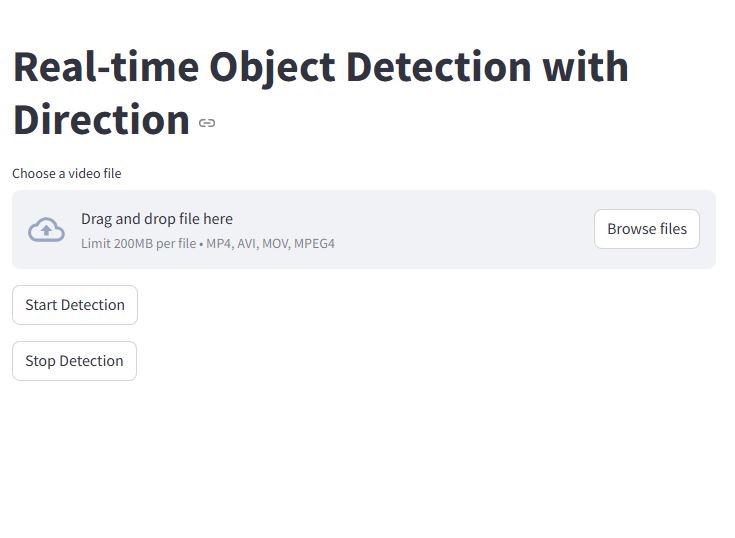 Real-time Object Detection with
Direction
Choose a video file
Drag and drop file here
Limit 200MB per file • MP4, AVI, MOV, MPEG4
Browse files
Start Detection
Stop Detection